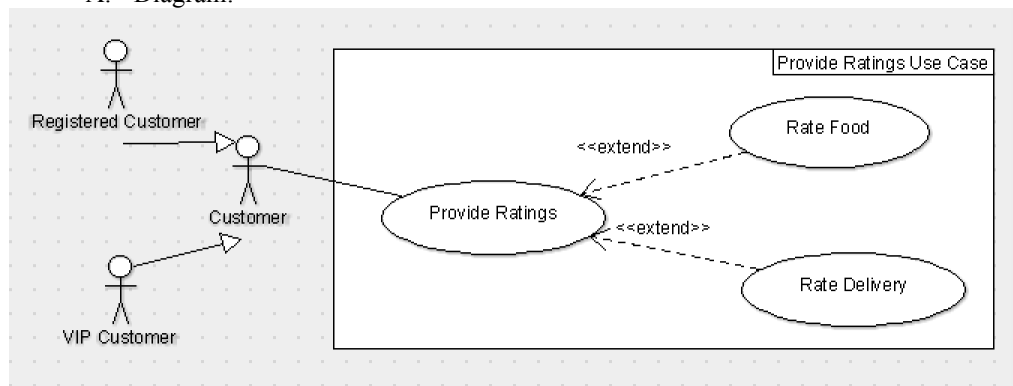 A. Diagram:
Provide Ratings Use Case
Rate Food
Registered Customer
<<extend>>
Provide Ratings
Customer
<<extend>>
Rate Delivery
VIP Customer